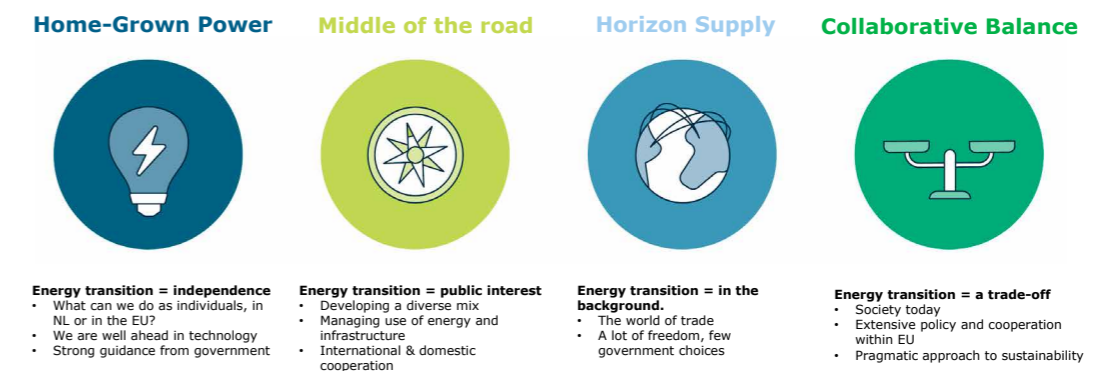 Home-Grown Power
Middle of the road
Horizon Supply
Collaborative Balance
Energy transition = independence
• What can we do as individuals, in
NL or in the EU?
• We are well ahead in technology
• Strong guidance from government
Energy transition = public interest
• Developing a diverse mix
• Managing use of energy and
infrastructure
• International & domestic
cooperation
Energy transition = in the
background.
• The world of trade
• A lot of freedom, few
government choices
Energy transition = a trade-off
• Society today
• Extensive policy and cooperation
within EU
• Pragmatic approach to sustainability